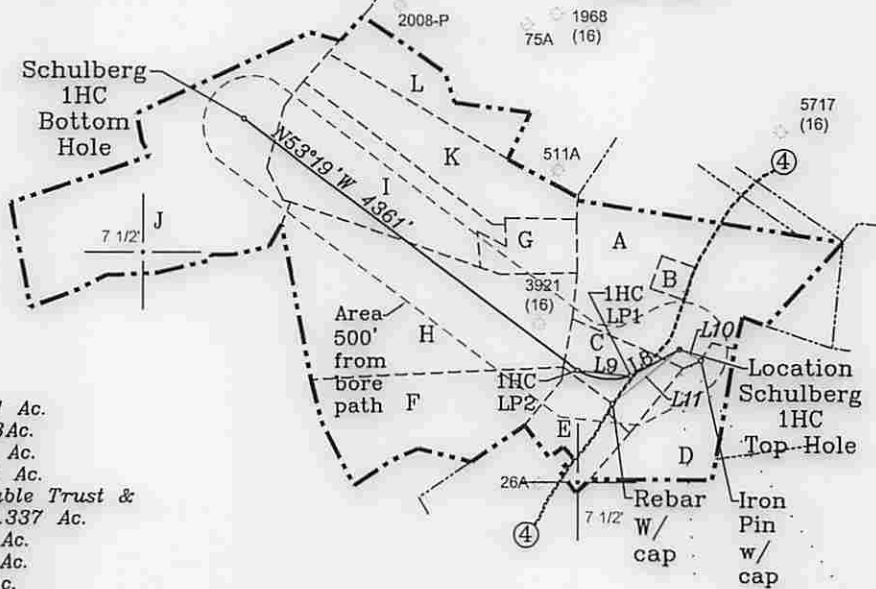 2008-P
1968
(16)
75A
Schulberg
1HC
Bottom
Hole
L
5717
(16)
4
K
511A
N53°19'W 4361'
I
J
7 1/2'
G
A
B
3921
(16)
1HC
LP1
Area
500'
from
bore
path
H
C
L10
L8
L9
1HC
LP2
L11
Location
Schulberg
1HC
Top Hole
F
E
D
26A
Rebar
W/
cap
7 1/2'
Iron
Pin
w/
cap
4
Ac.
Ac.
Ac.
Ac.
ble Trust &
.337 Ac.
Ac.
Ac.